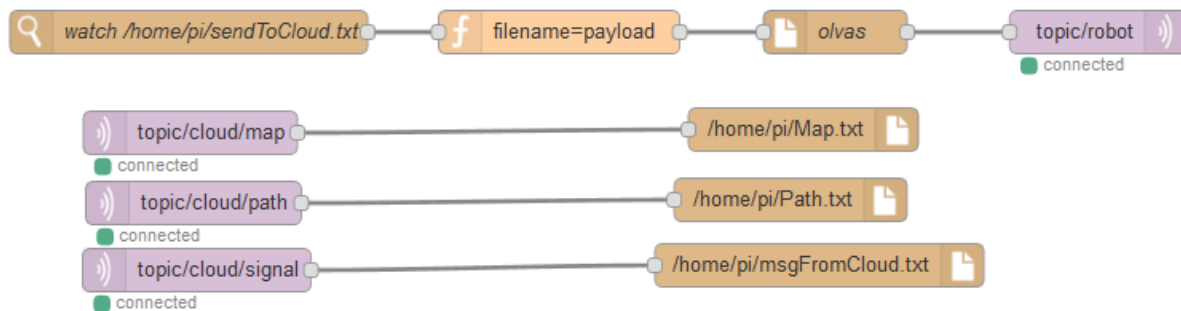 watch /home/pi/sendToCloud.txt
filename=payload
olvas
topic/robot
connected
topic/cloud/map
/home/pi/Map.txt
connected
topic/cloud/path
/home/pi/Path.txt
connected
topic/cloud/signal
/home/pi/msgFromCloud.txt
connected